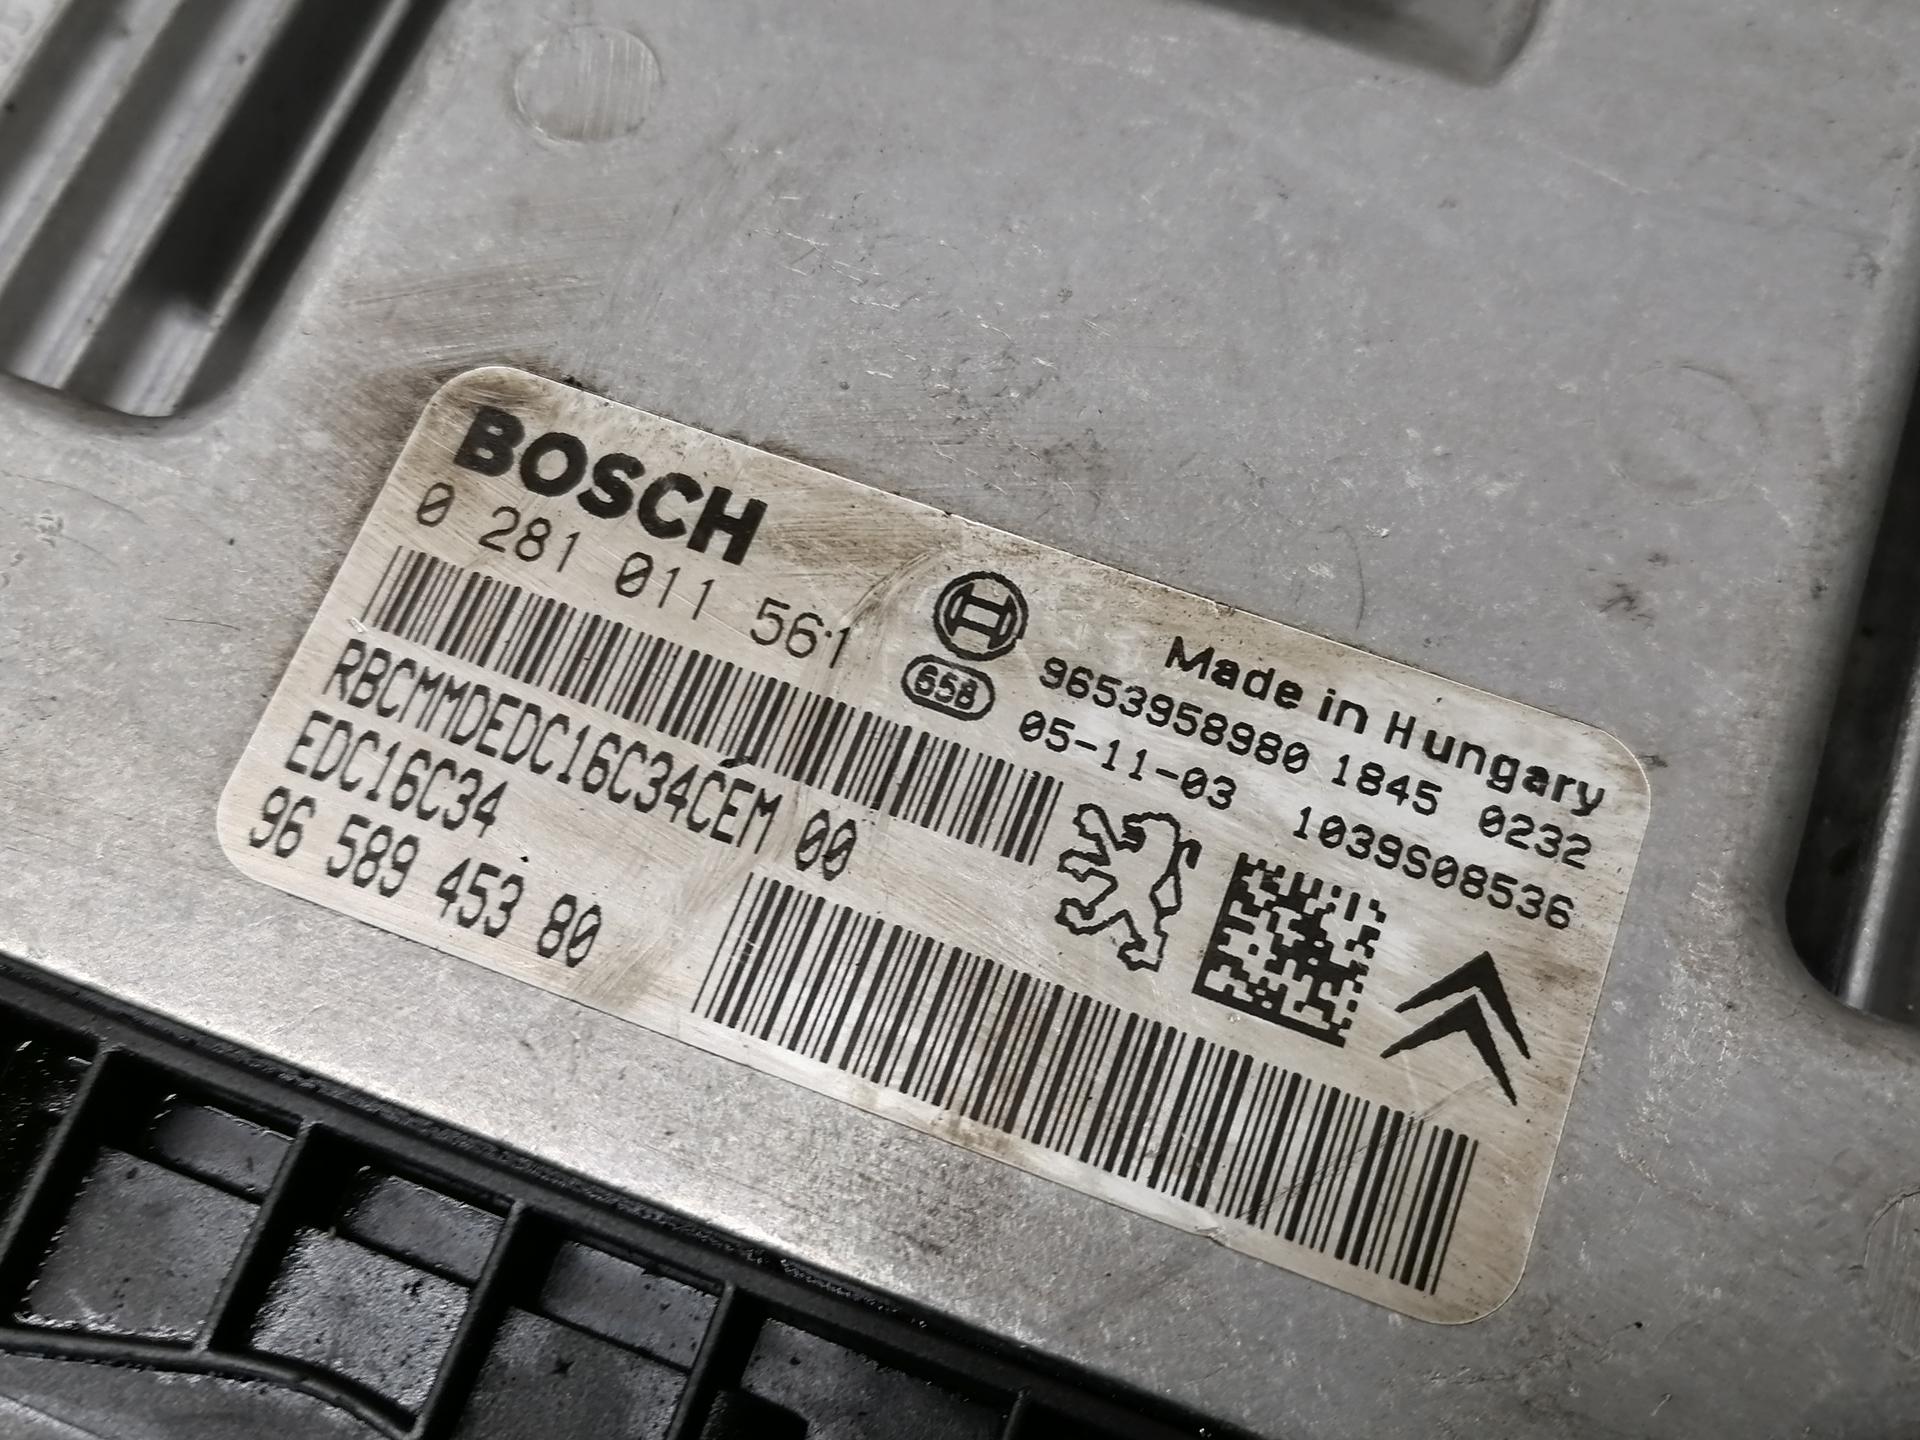 BOSCH
0 281 011 561
RBCMMDEDC16C34CEM 00
EDC16C34
96 589 453 80
Made in Hungary
658
9653958980 1845 0232
05-11-03 1039S08536